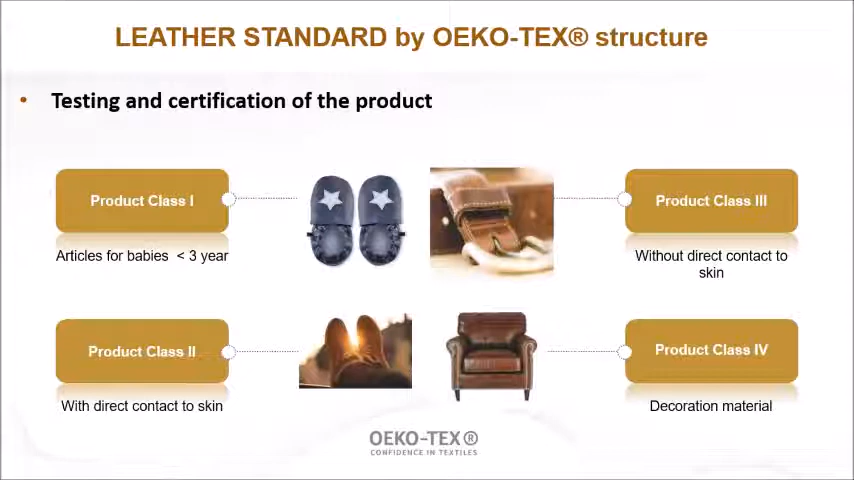 LEATHER STANDARD by OEKO-TEX® structure
• Testing and certification of the product
Product Class I
Articles for babies < 3 year
Product Class III
Without direct contact to
skin
Product Class II
With direct contact to skin
Product Class IV
Decoration material
OEKO-TEX®
CONFIDENCE IN TEXTILES